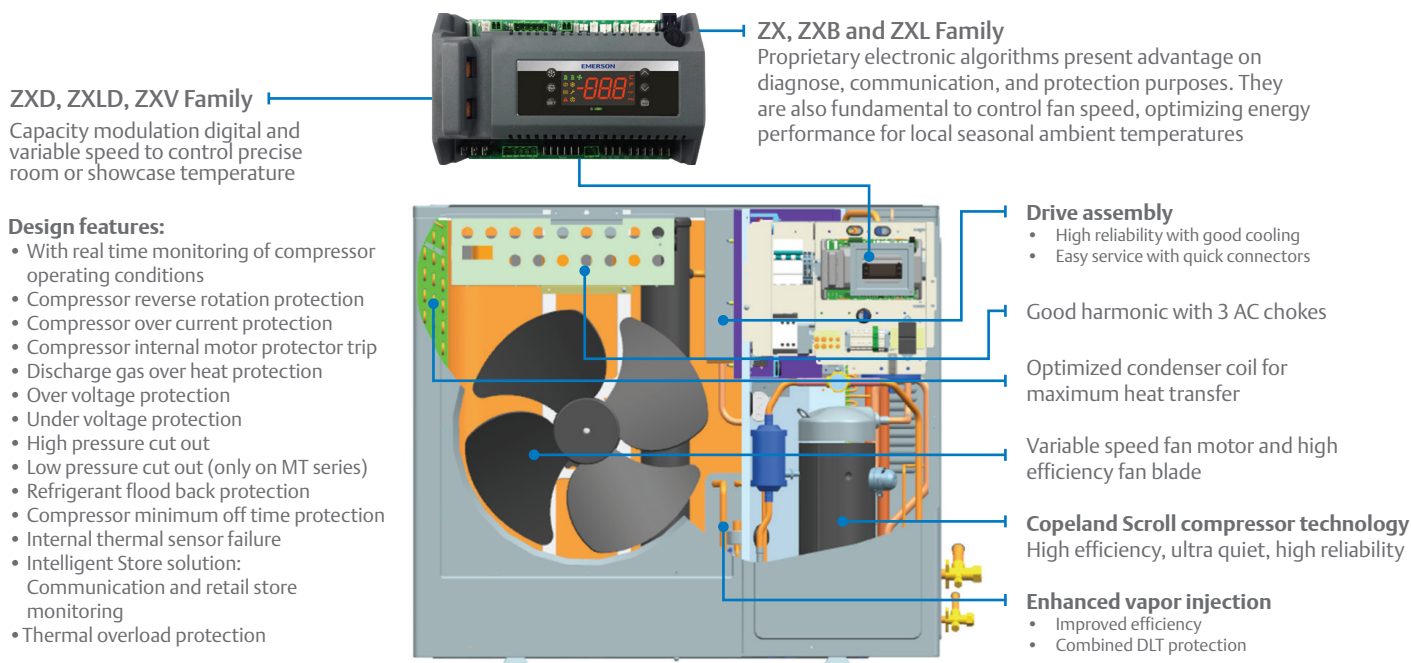 ZXD, ZXLD, ZXV Family
Capacity modulation digital and
variable speed to control precise
room or showcase temperature
Design features:
• With real time monitoring of compressor
operating conditions
• Compressor reverse rotation protection
• Compressor over current protection
• Compressor internal motor protector trip
• Discharge gas over heat protection
• Over voltage protection
• Under voltage protection
• High pressure cut out
• Low pressure cut out (only on MT series)
• Refrigerant flood back protection
• Compressor minimum off time protection
• Internal thermal sensor failure
• Intelligent Store solution:
Communication and retail store
monitoring
• Thermal overload protection
EMERSON
-888
ZX, ZXB and ZXL Family
Proprietary electronic algorithms present advantage on
diagnose, communication, and protection purposes. They
are also fundamental to control fan speed, optimizing energy
performance for local seasonal ambient temperatures
Drive assembly
• High reliability with good cooling
• Easy service with quick connectors
Good harmonic with 3 AC chokes
Optimized condenser coil for
maximum heat transfer
Variable speed fan motor and high
efficiency fan blade
Copeland Scroll compressor technology
High efficiency, ultra quiet, high reliability
Enhanced vapor injection
• Improved efficiency
• Combined DLT protection